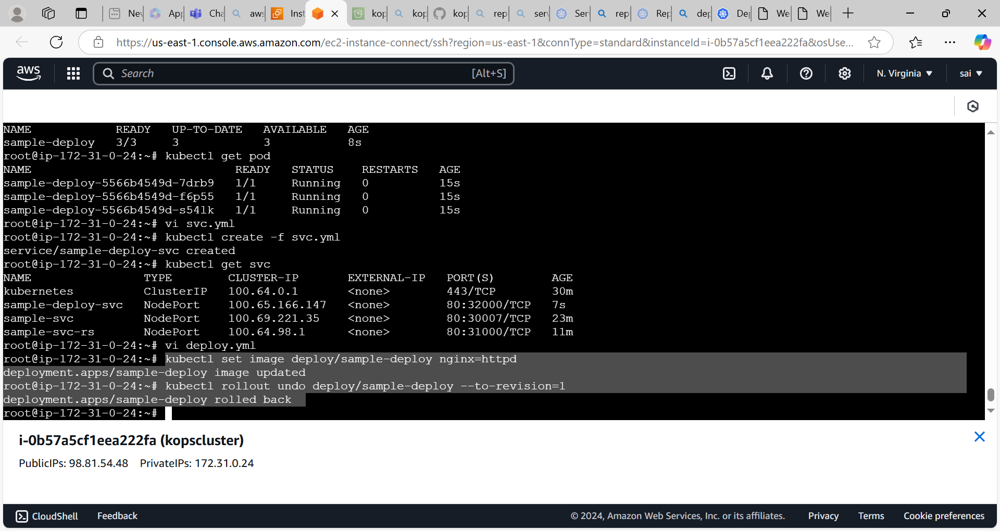 Nev
App
Cha
aws
Inst
kop
kop
kop
rep
serv
Ser
rep
Rep
dep
De
We
We
https://us-east-1.console.aws.amazon.com/ec2-instance-connect/ssh?region=us-east-1&connType=standard&instanceId=i-0b57a5cf1eea222fa&osUse...
aws
Search
[Alt+S]
N. Virginia
sai
NAME READY UP-TO-DATE AVAILABLE AGE
sample-deploy 3/3 3 3 8s
root@ip-172-31-0-24:~# kubectl get pod
NAME READY STATUS RESTARTS AGE
sample-deploy-5566b4549d-7drb9 1/1 Running 0 15s
sample-deploy-5566b4549d-f6p55 1/1 Running 0 15s
sample-deploy-5566b4549d-s54lk 1/1 Running 0 15s
root@ip-172-31-0-24:~# vi svc.yml
root@ip-172-31-0-24:~# kubectl create -f svc.yml
service/sample-deploy-svc created
root@ip-172-31-0-24:~# kubectl get svc
NAME TYPE CLUSTER-IP EXTERNAL-IP PORT(S) AGE
kubernetes ClusterIP 100.64.0.1 <none> 443/TCP 30m
sample-deploy-svc NodePort 100.65.166.147 <none> 80:32000/TCP 7s
sample-svc NodePort 100.69.221.35 <none> 80:30007/TCP 23m
sample-svc-rs NodePort 100.64.98.1 <none> 80:31000/TCP 11m
root@ip-172-31-0-24:~# vi deploy.yml
root@ip-172-31-0-24:~# kubectl set image deploy/sample-deploy nginx=httpd
deployment.apps/sample-deploy image updated
root@ip-172-31-0-24:~# kubectl rollout undo deploy/sample-deploy --to-revision=1
deployment.apps/sample-deploy rolled back
root@ip-172-31-0-24:~#
i-0b57a5cf1eea222fa (kopscluster)
PublicIPs: 98.81.54.48 PrivateIPs: 172.31.0.24
CloudShell
Feedback
© 2024, Amazon Web Services, Inc. or its affiliates.
Privacy
Terms
Cookie preferences